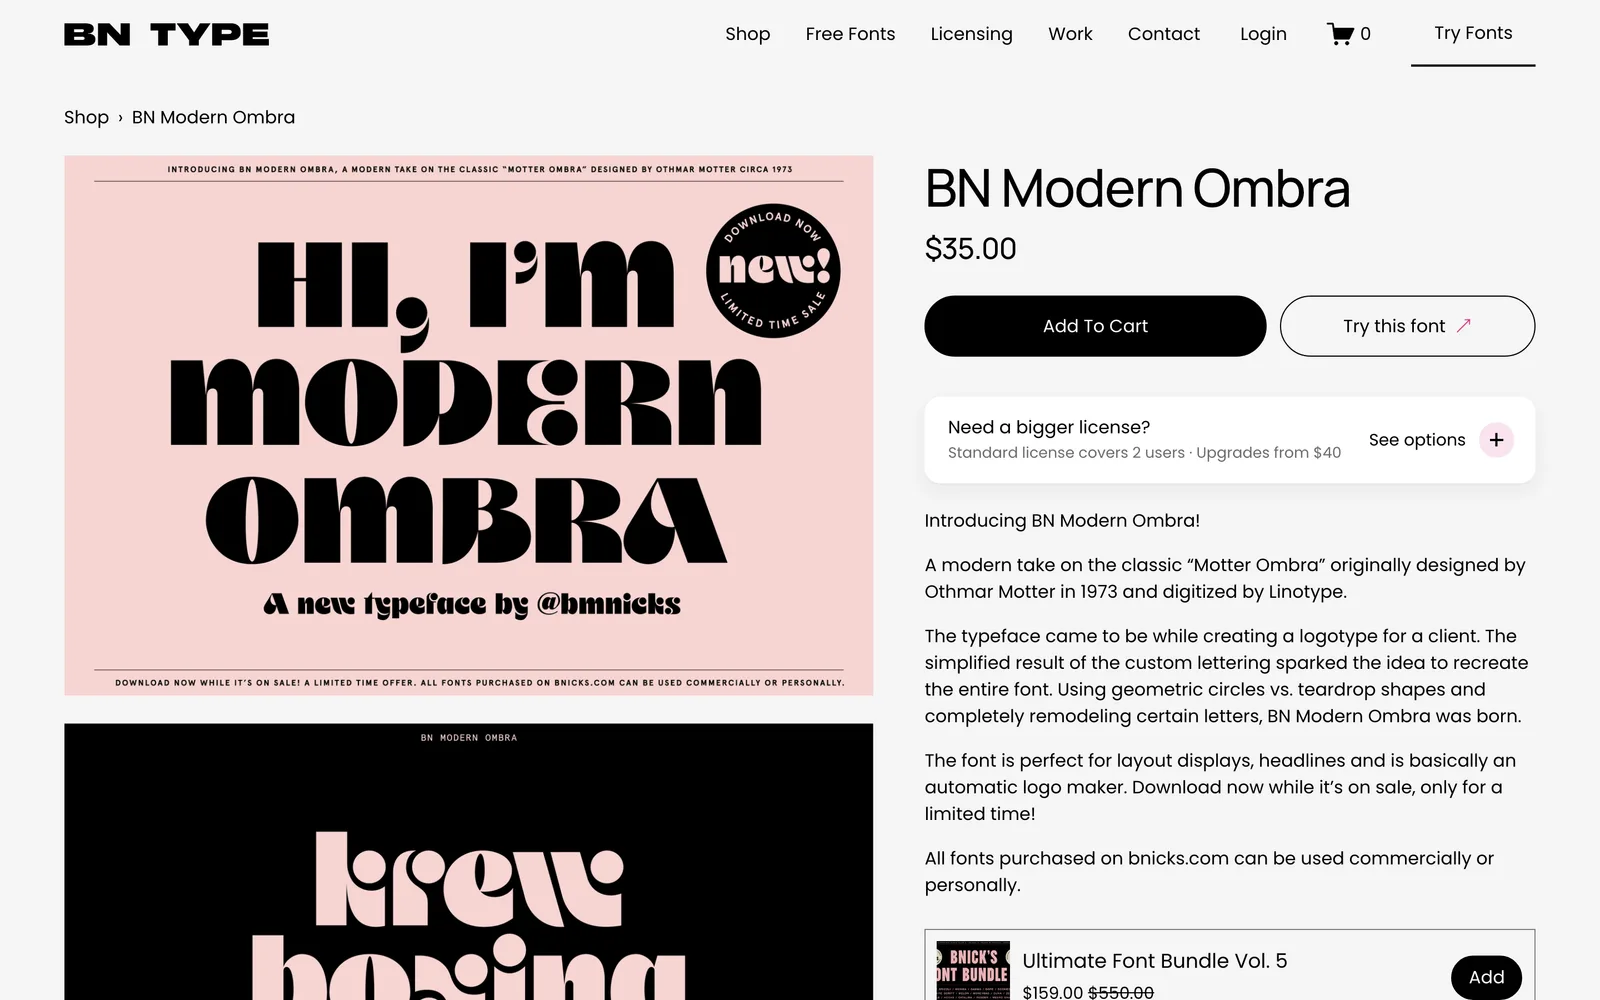 BN TYPE
Shop
Free Fonts
Licensing
Work
Contact
Login
0
Try Fonts
Shop › BN Modern Ombra
INTRODUCING BN MODERN OMBRA, A MODERN TAKE ON THE CLASSIC "MOTTER OMBRA" DESIGNED BY OTHMAR MOTTER CIRCA 1973
DOWNLOAD NOW
new!
LIMITED TIME SALE
HI, I'M
MODERN
OMBRA
A new typeface by @bmnicks
DOWNLOAD NOW WHILE IT'S ON SALE! A LIMITED TIME OFFER. ALL FONTS PURCHASED ON BNICKS.COM CAN BE USED COMMERCIALLY OR PERSONALLY.
BN MODERN OMBRA
krew
boxing
BN Modern Ombra
$35.00
Add To Cart
Try this font
Need a bigger license?
Standard license covers 2 users · Upgrades from $40
See options
Introducing BN Modern Ombra!
A modern take on the classic “Motter Ombra” originally designed by
Othmar Motter in 1973 and digitized by Linotype.
The typeface came to be while creating a logotype for a client. The
simplified result of the custom lettering sparked the idea to recreate
the entire font. Using geometric circles vs. teardrop shapes and
completely remodeling certain letters, BN Modern Ombra was born.
The font is perfect for layout displays, headlines and is basically an
automatic logo maker. Download now while it’s on sale, only for a
limited time!
All fonts purchased on bnicks.com can be used commercially or
personally.
BNICK'S
FONT BUNDLE
Ultimate Font Bundle Vol. 5
$159.00 $550.00
Add